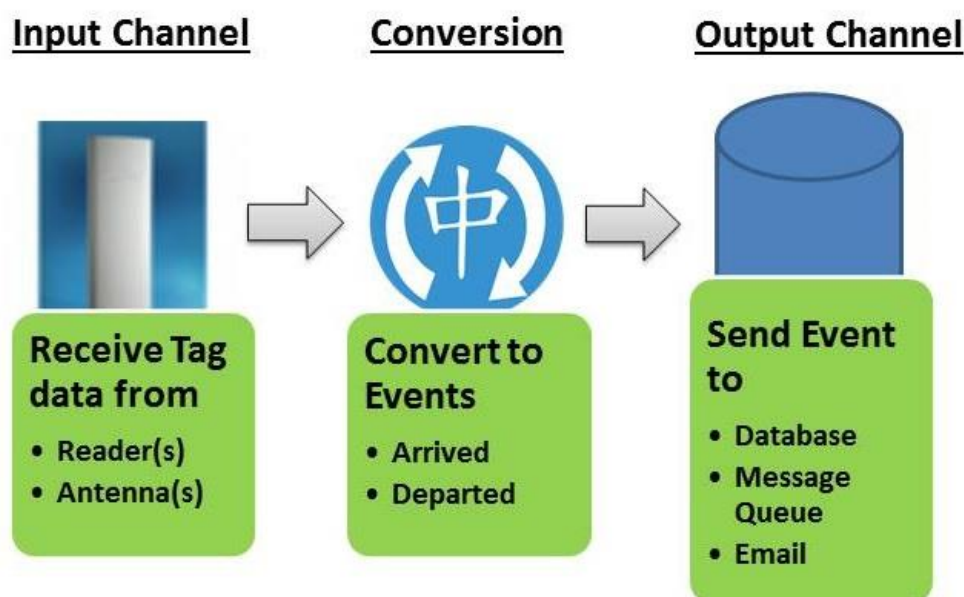 Input Channel
Conversion
Output Channel
中
Receive Tag
data from
• Reader(s)
• Antenna(s)
Convert to
Events
• Arrived
• Departed
Send Event
to
• Database
• Message
Queue
• Email